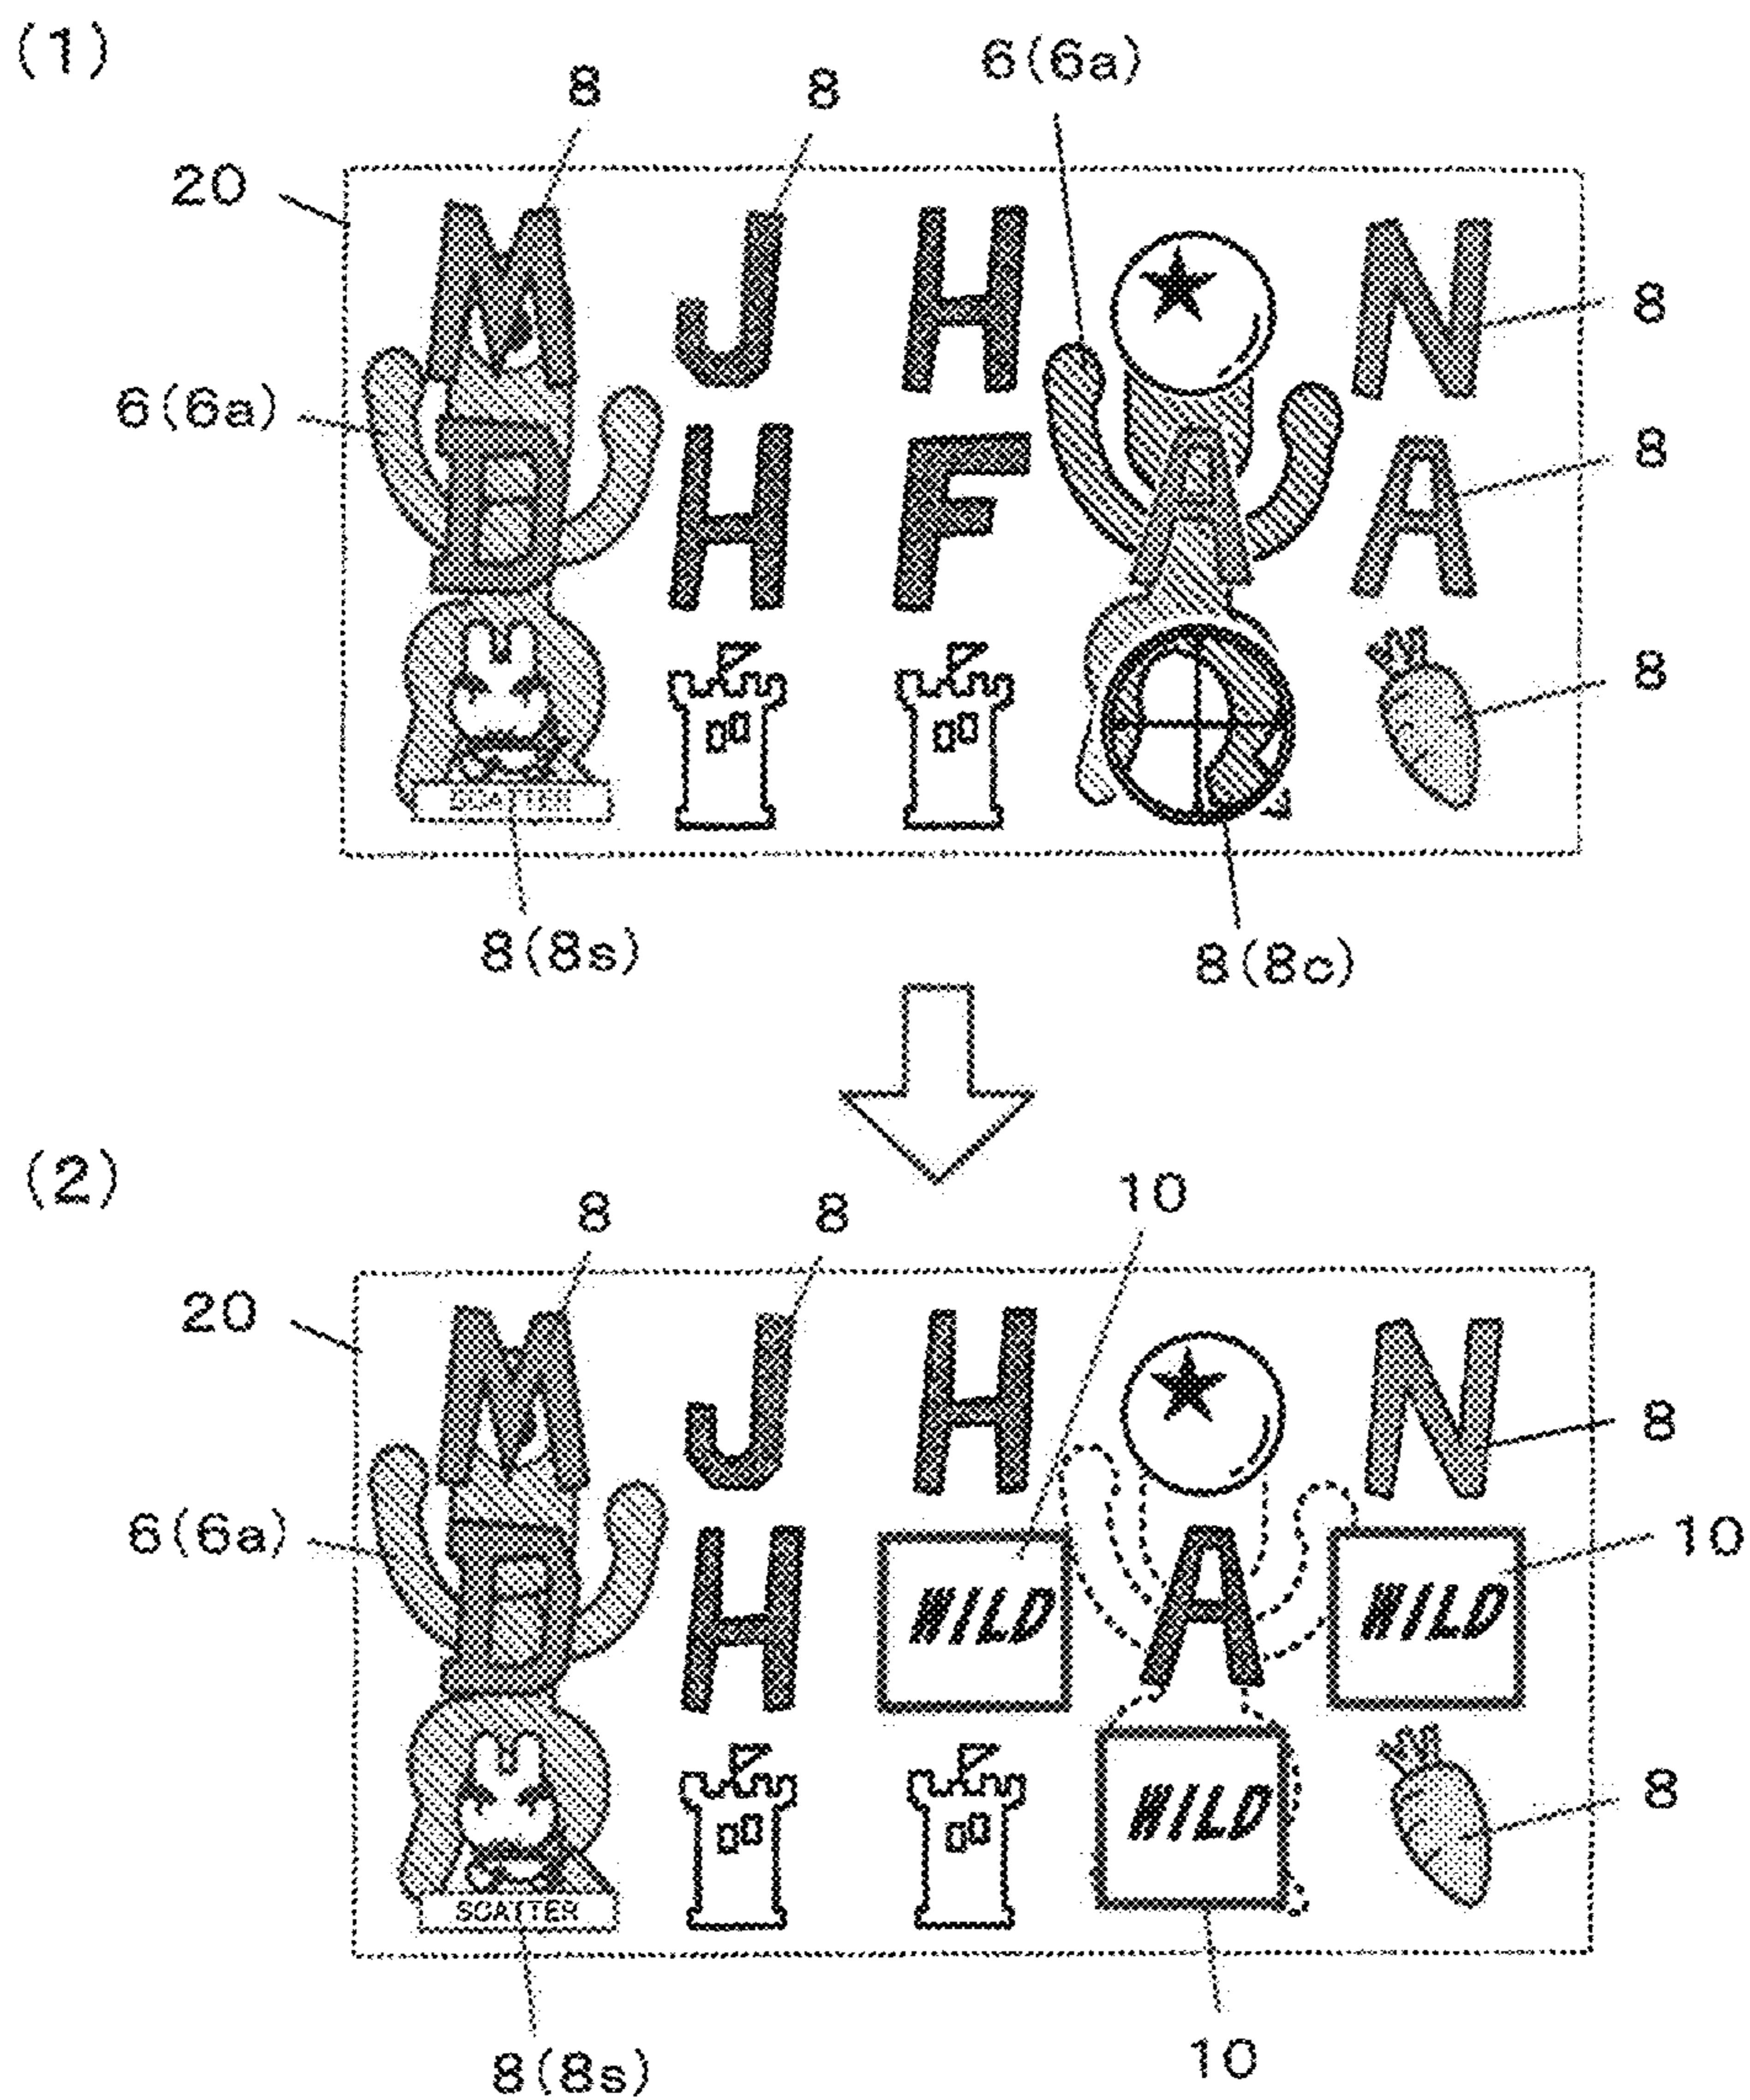 (1)
8 8 6(6a)
20
M J H N
8
6(6a)
8
H F A A
8
8(8s) 8(8c)
(2)
8 8 10
20
M J H N
8
6(6a)
10
H WILD A WILD
WILD
8
SCATTER
8(8s) 10